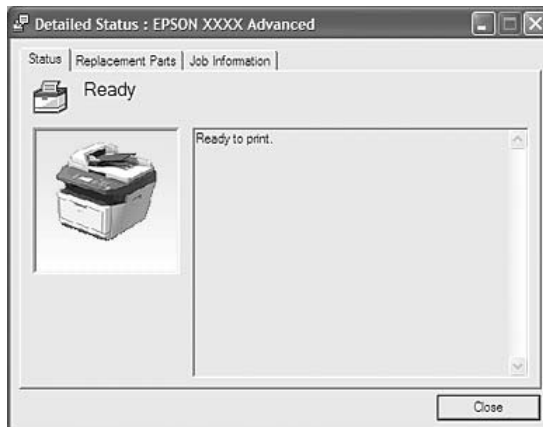 Detailed Status : EPSON XXXX Advanced
Status Replacement Parts Job Information
Ready
Ready to print.
Close